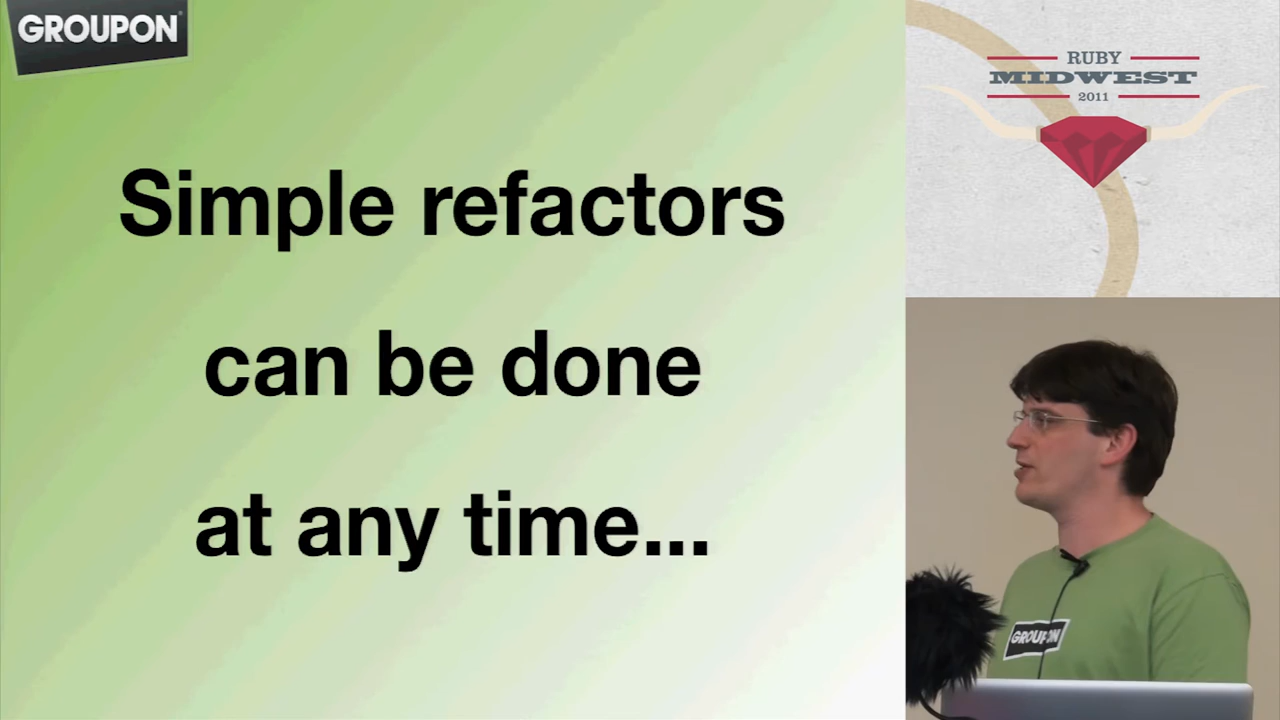 GROUPON
Simple refactors
can be done
at any time...
RUBY
MIDWEST
2011
GROUPON